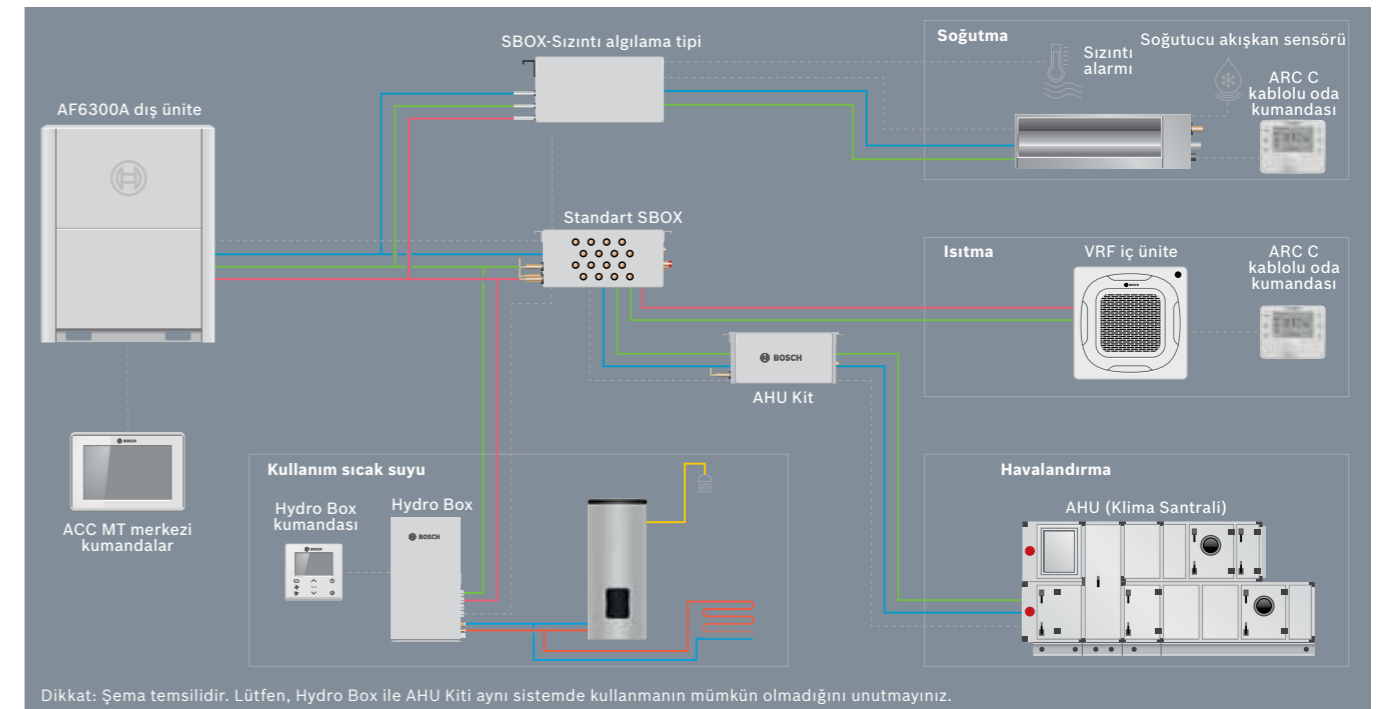 SBOX-Sızıntı algılama tipi
AF6300A dış ünite
Soğutma
Sızıntı
alarmı
Soğutucu akışkan sensörü
ARC C
kablolu oda
kumandası
Standart SBOX
Isıtma
VRF iç ünite
ARC C
kablolu oda
kumandası
BOSCH
AHU Kit
BOSCH
ACC MT merkezi
kumandalar
Kullanım sıcak suyu
Hydro Box
kumandası
Hydro Box
BOSCH
Havalandırma
AHU (Klima Santrali)
Dikkat: Şema temsilidir. Lütfen, Hydro Box ile AHU Kiti aynı sistemde kullanmanın mümkün olmadığını unutmayınız.